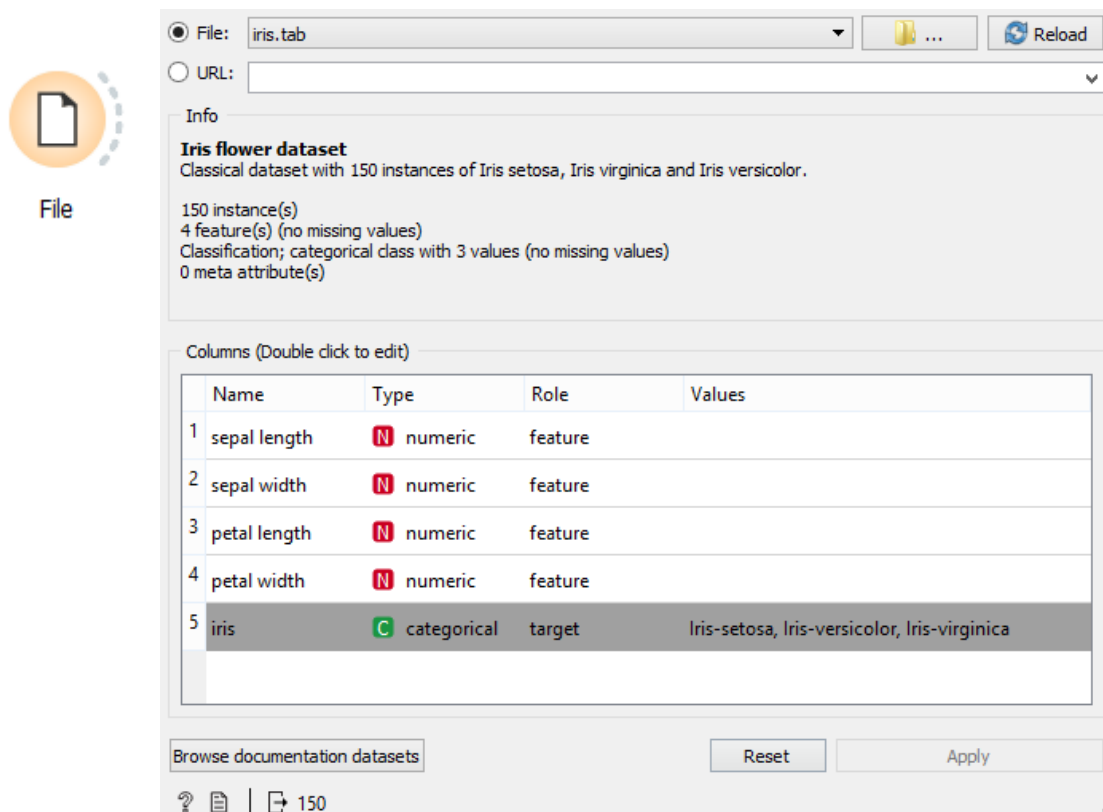 File: iris.tab ... Reload
URL:
File
Info
Iris flower dataset
Classical dataset with 150 instances of Iris setosa, Iris virginica and Iris versicolor.
150 instance(s)
4 feature(s) (no missing values)
Classification; categorical class with 3 values (no missing values)
0 meta attribute(s)
Columns (Double click to edit)
Name Type Role Values
1 sepal length N numeric feature
2 sepal width N numeric feature
3 petal length N numeric feature
4 petal width N numeric feature
5 iris C categorical target Iris-setosa, Iris-versicolor, Iris-virginica
Browse documentation datasets Reset Apply
? 150